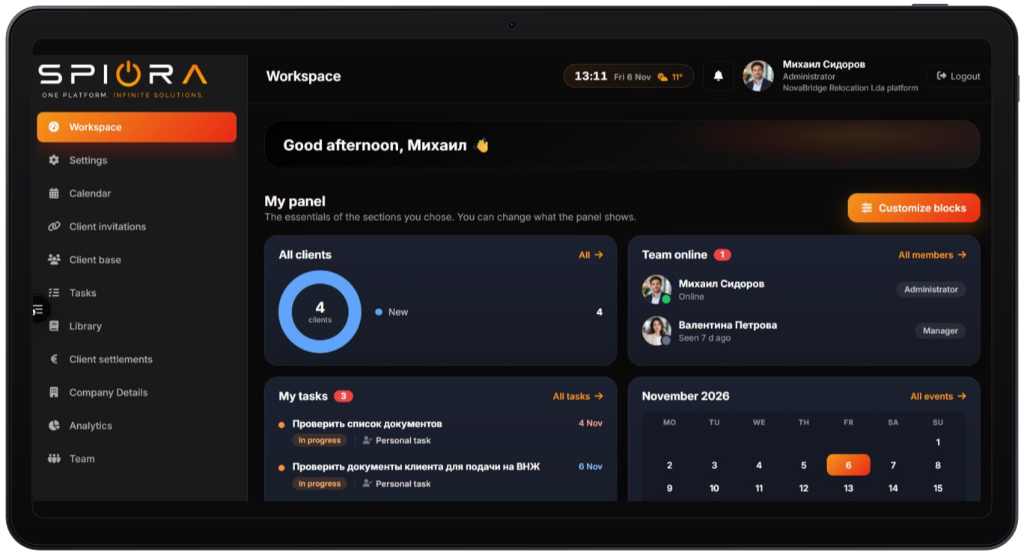 SPIORA
ONE PLATFORM. INFINITE SOLUTIONS.
Workspace
Settings
Calendar
Client invitations
Client base
Tasks
Library
Client settlements
Company Details
Analytics
Team
Workspace
13:11 Fri 6 Nov 11°
Михаил Сидоров
Administrator
NovaBridge Relocation Lda platform
Logout
Good afternoon, Михаил 👋
My panel
The essentials of the sections you chose. You can change what the panel shows.
Customize blocks
All clients
All →
4
clients
New 4
Team online 1
All members →
Михаил Сидоров
Online
Administrator
Валентина Петрова
Seen 7 d ago
Manager
My tasks 3
All tasks →
Проверить список документов 4 Nov
In progress Personal task
Проверить документы клиента для подачи на ВНЖ 6 Nov
In progress Personal task
November 2026
All events →
MO TU WE TH FR SA SU
1
2 3 4 5 6 7 8
9 10 11 12 13 14 15